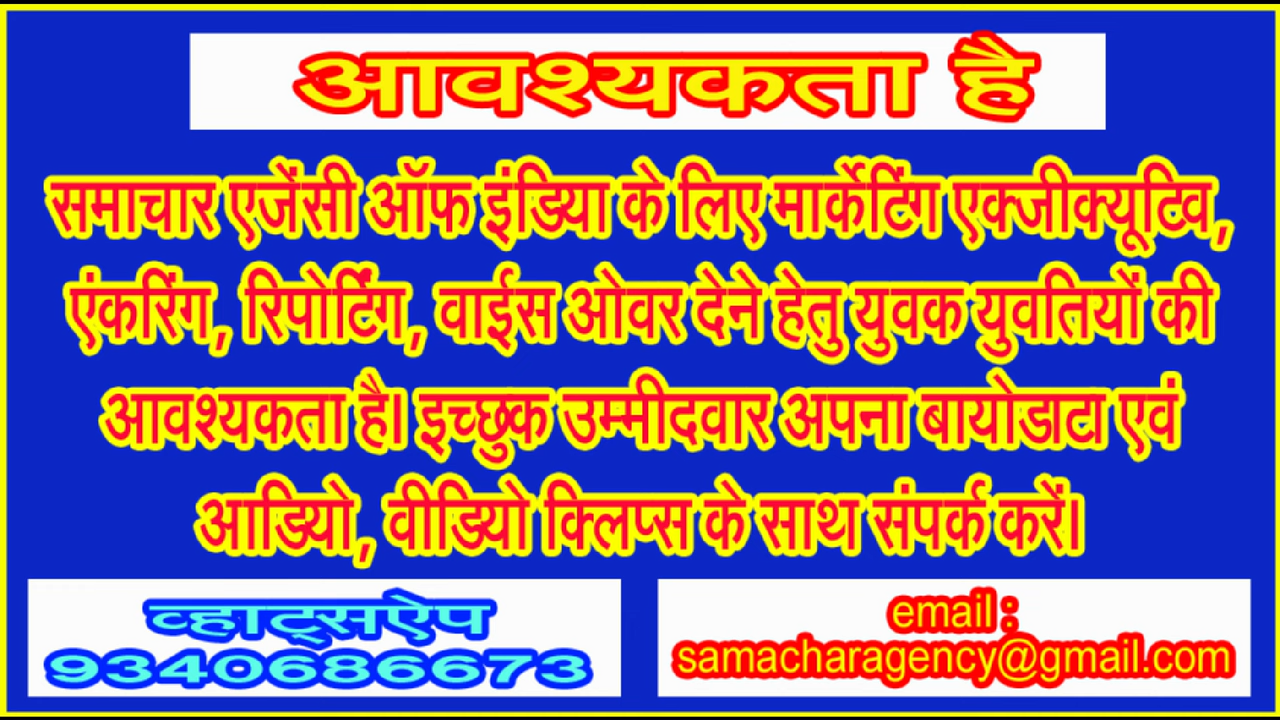 आवश्यकता है
समाचार एजेंसी ऑफ इंडिया के लिए मार्केटिंग एक्जीक्यूटिव,
एंकरिंग, रिपोर्टिंग, वाईस ओवर देने हेतु युवक युवतियों की
आवश्यकता है। इच्छुक उम्मीदवार अपना बायोडाटा एवं
आडियो, वीडियो क्लिप्स के साथ संपर्क करें।
व्हाट्सऐप
9340686673
email :
samacharagency@gmail.com